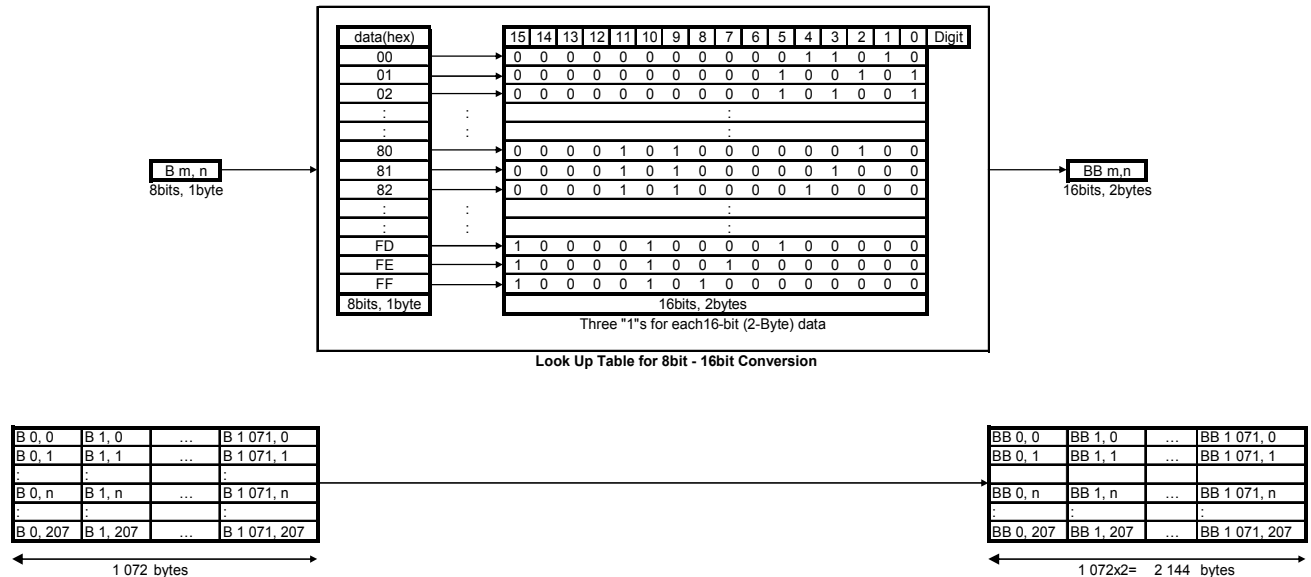 data(hex) 15 14 13 12 11 10 9 8 7 6 5 4 3 2 1 0 Digit
00 0 0 0 0 0 0 0 0 0 0 0 1 1 0 1 0
01 0 0 0 0 0 0 0 0 0 0 1 0 0 1 0 1
02 0 0 0 0 0 0 0 0 0 0 1 0 1 0 0 1
: : :
: : :
80 0 0 0 0 1 0 1 0 0 0 0 0 0 1 0 0
81 0 0 0 0 1 0 1 0 0 0 0 0 1 0 0 0
82 0 0 0 0 1 0 1 0 0 0 0 1 0 0 0 0
: : :
: : :
FD 1 0 0 0 0 1 0 0 0 0 1 0 0 0 0 0
FE 1 0 0 0 0 1 0 0 1 0 0 0 0 0 0 0
FF 1 0 0 0 0 1 0 1 0 0 0 0 0 0 0 0
8bits, 1byte 16bits, 2bytes
Three "1"s for each16-bit (2-Byte) data
B m, n
8bits, 1byte
BB m,n
16bits, 2bytes
Look Up Table for 8bit - 16bit Conversion
B 0, 0 B 1, 0 … B 1 071, 0
B 0, 1 B 1, 1 … B 1 071, 1
: : :
B 0, n B 1, n … B 1 071, n
: : :
B 0, 207 B 1, 207 … B 1 071, 207
1 072 bytes
BB 0, 0 BB 1, 0 … BB 1 071, 0
BB 0, 1 BB 1, 1 … BB 1 071, 1
BB 0, n BB 1, n … BB 1 071, n
: : :
BB 0, 207 BB 1, 207 … BB 1 071, 207
1 072x2= 2 144 bytes